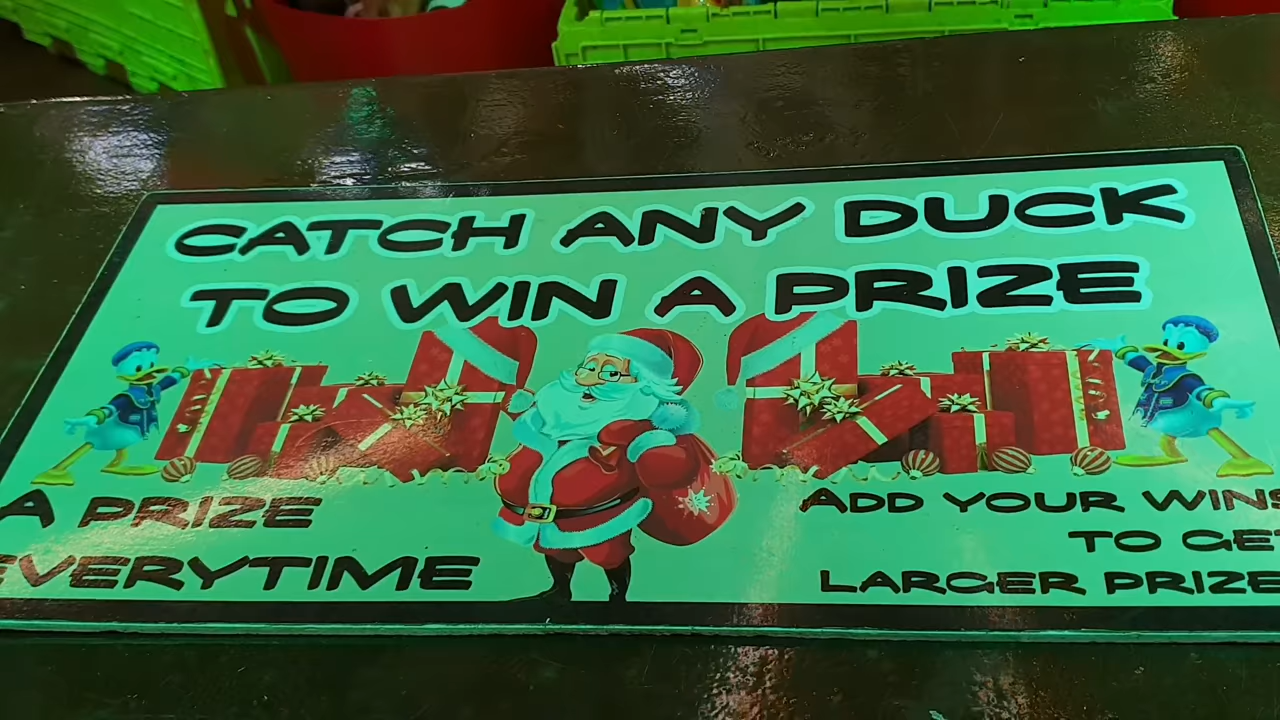 CATCH ANY DUCK
TO WIN A PRIZE
A PRIZE
EVERYTIME
ADD YOUR WINS
TO GET
LARGER PRIZE